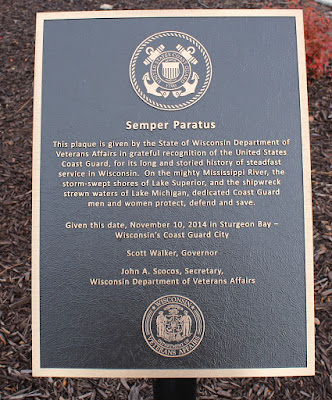 Semper Paratus
This plaque is given by the State of Wisconsin Department of
Veterans Affairs in grateful recognition of the United States
Coast Guard, for its long and storied history of steadfast
service in Wisconsin. On the mighty Mississippi River, the
storm-swept shores of Lake Superior, and the shipwreck
strewn waters of Lake Michigan, dedicated Coast Guard
men and women protect, defend and save.
Given this date, November 10, 2014 in Sturgeon Bay –
Wisconsin's Coast Guard City
Scott Walker, Governor
John A. Scocos, Secretary,
Wisconsin Department of Veterans Affairs
WISCONSIN
VETERANS AFFAIRS